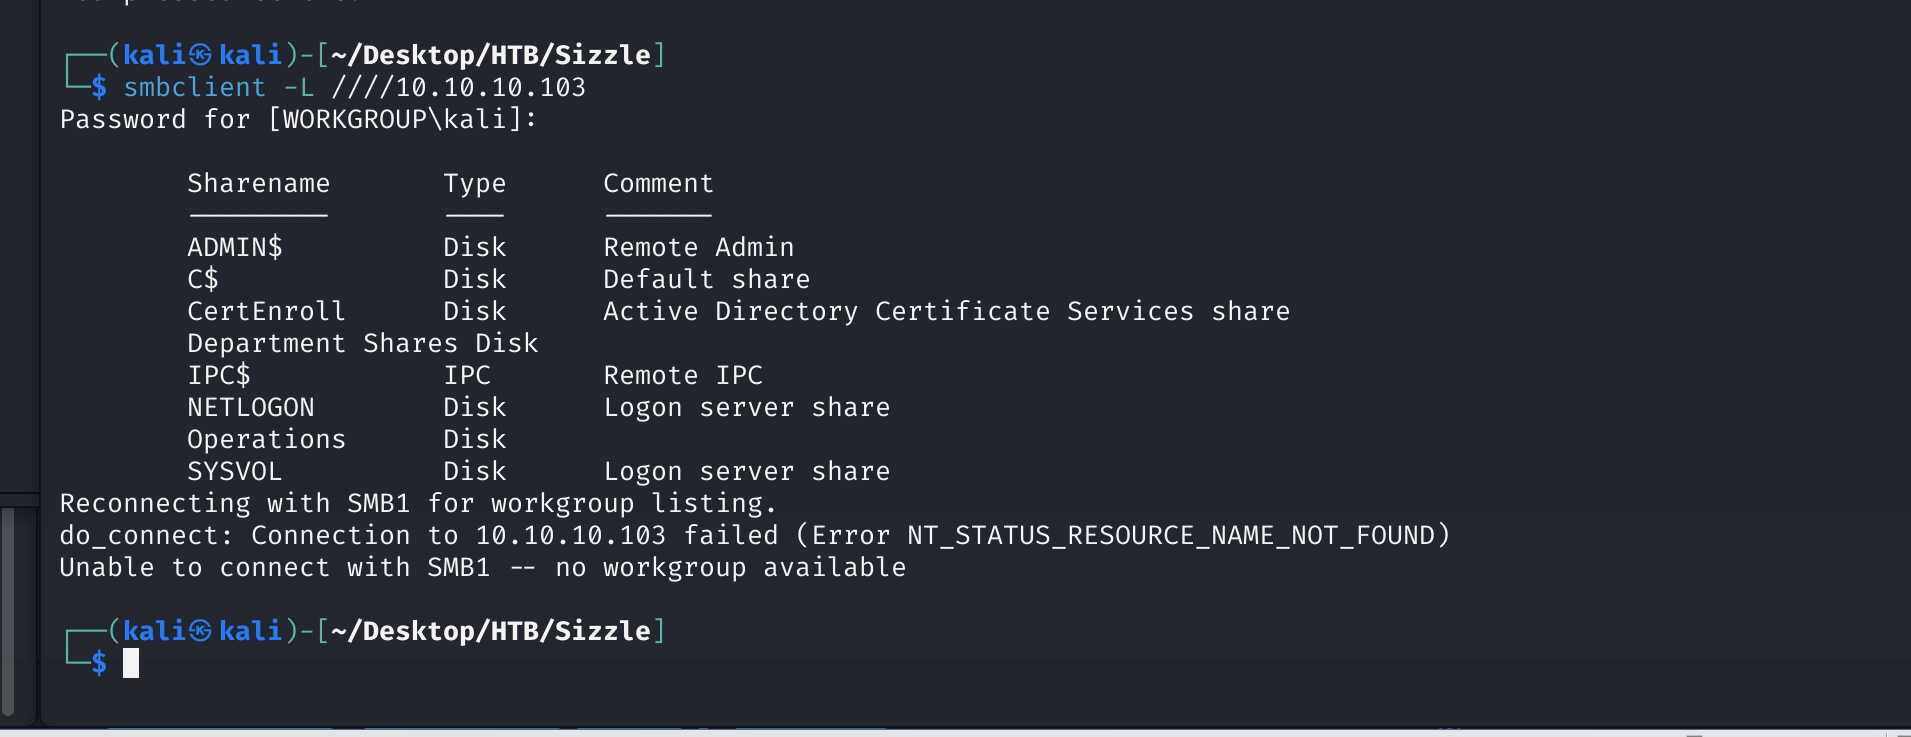 ┌──(kali㉿kali)-[~/Desktop/HTB/Sizzle]
└─$ smbclient -L ////10.10.10.103
Password for [WORKGROUP\kali]:
Sharename       Type      Comment
---------       ----      -------
ADMIN$          Disk      Remote Admin
C$              Disk      Default share
CertEnroll      Disk      Active Directory Certificate Services share
Department Shares Disk
IPC$            IPC       Remote IPC
NETLOGON        Disk      Logon server share
Operations      Disk
SYSVOL          Disk      Logon server share
Reconnecting with SMB1 for workgroup listing.
do_connect: Connection to 10.10.10.103 failed (Error NT_STATUS_RESOURCE_NAME_NOT_FOUND)
Unable to connect with SMB1 -- no workgroup available
┌──(kali㉿kali)-[~/Desktop/HTB/Sizzle]
└─$